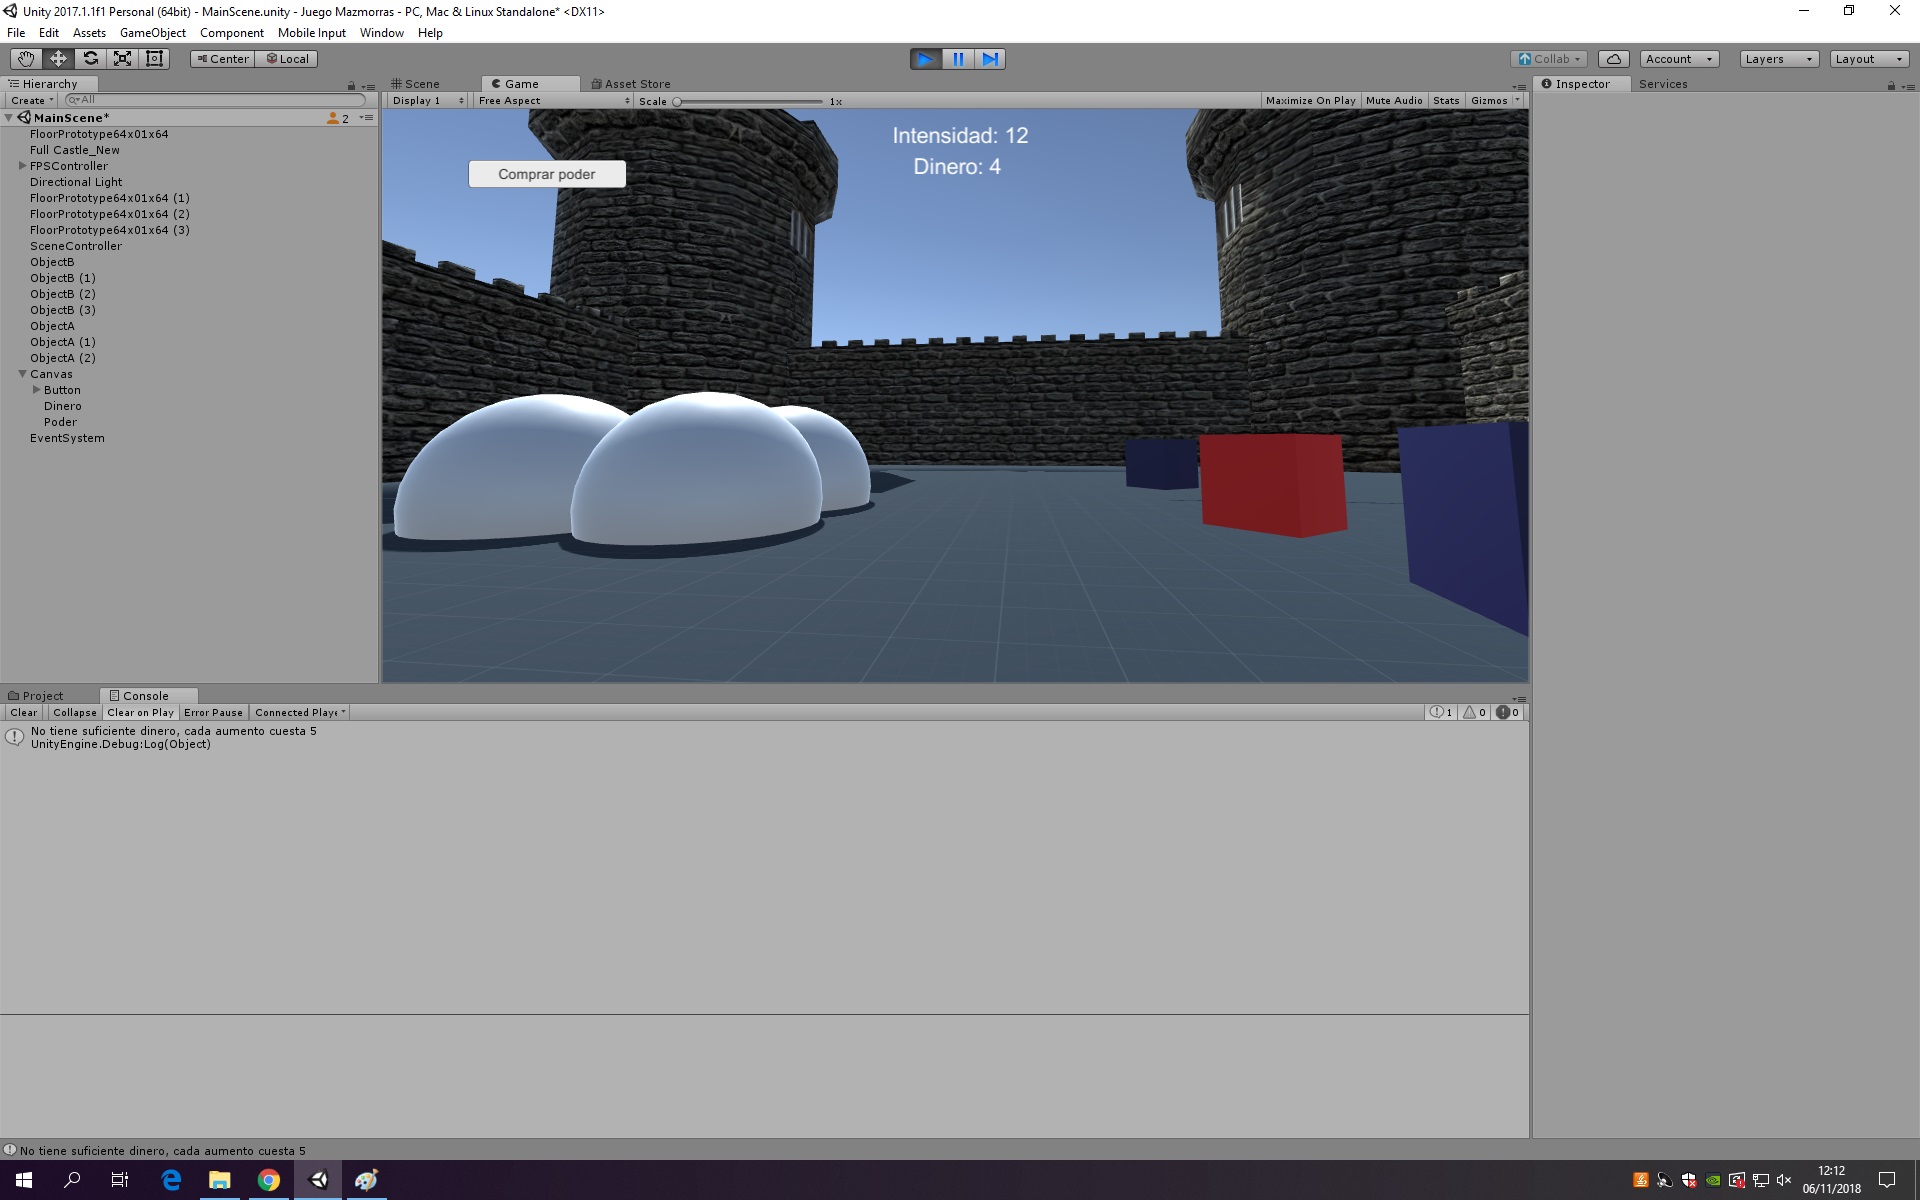 Unity 2017.1.1f1 Personal (64bit) - MainScene.unity - Juego Mazmorras - PC, Mac & Linux Standalone* <DX11>
File Edit Assets GameObject Component Mobile Input Window Help
Center Local
Collab Account Layers Layout
Hierarchy
Create All
MainScene* 2
FloorPrototype64x01x64
Full Castle_New
FPSController
Directional Light
FloorPrototype64x01x64 (1)
FloorPrototype64x01x64 (2)
FloorPrototype64x01x64 (3)
SceneController
ObjectB
ObjectB (1)
ObjectB (2)
ObjectB (3)
ObjectA
ObjectA (1)
ObjectA (2)
Canvas
Button
Dinero
Poder
EventSystem
Scene Game Asset Store
Display 1 Free Aspect Scale 1x Maximize On Play Mute Audio Stats Gizmos
Intensidad: 12
Dinero: 4
Comprar poder
Inspector Services
Project Console
Clear Collapse Clear on Play Error Pause Connected Playe
1 0 0
No tiene suficiente dinero, cada aumento cuesta 5
UnityEngine.Debug:Log(Object)
No tiene suficiente dinero, cada aumento cuesta 5
12:12
06/11/2018